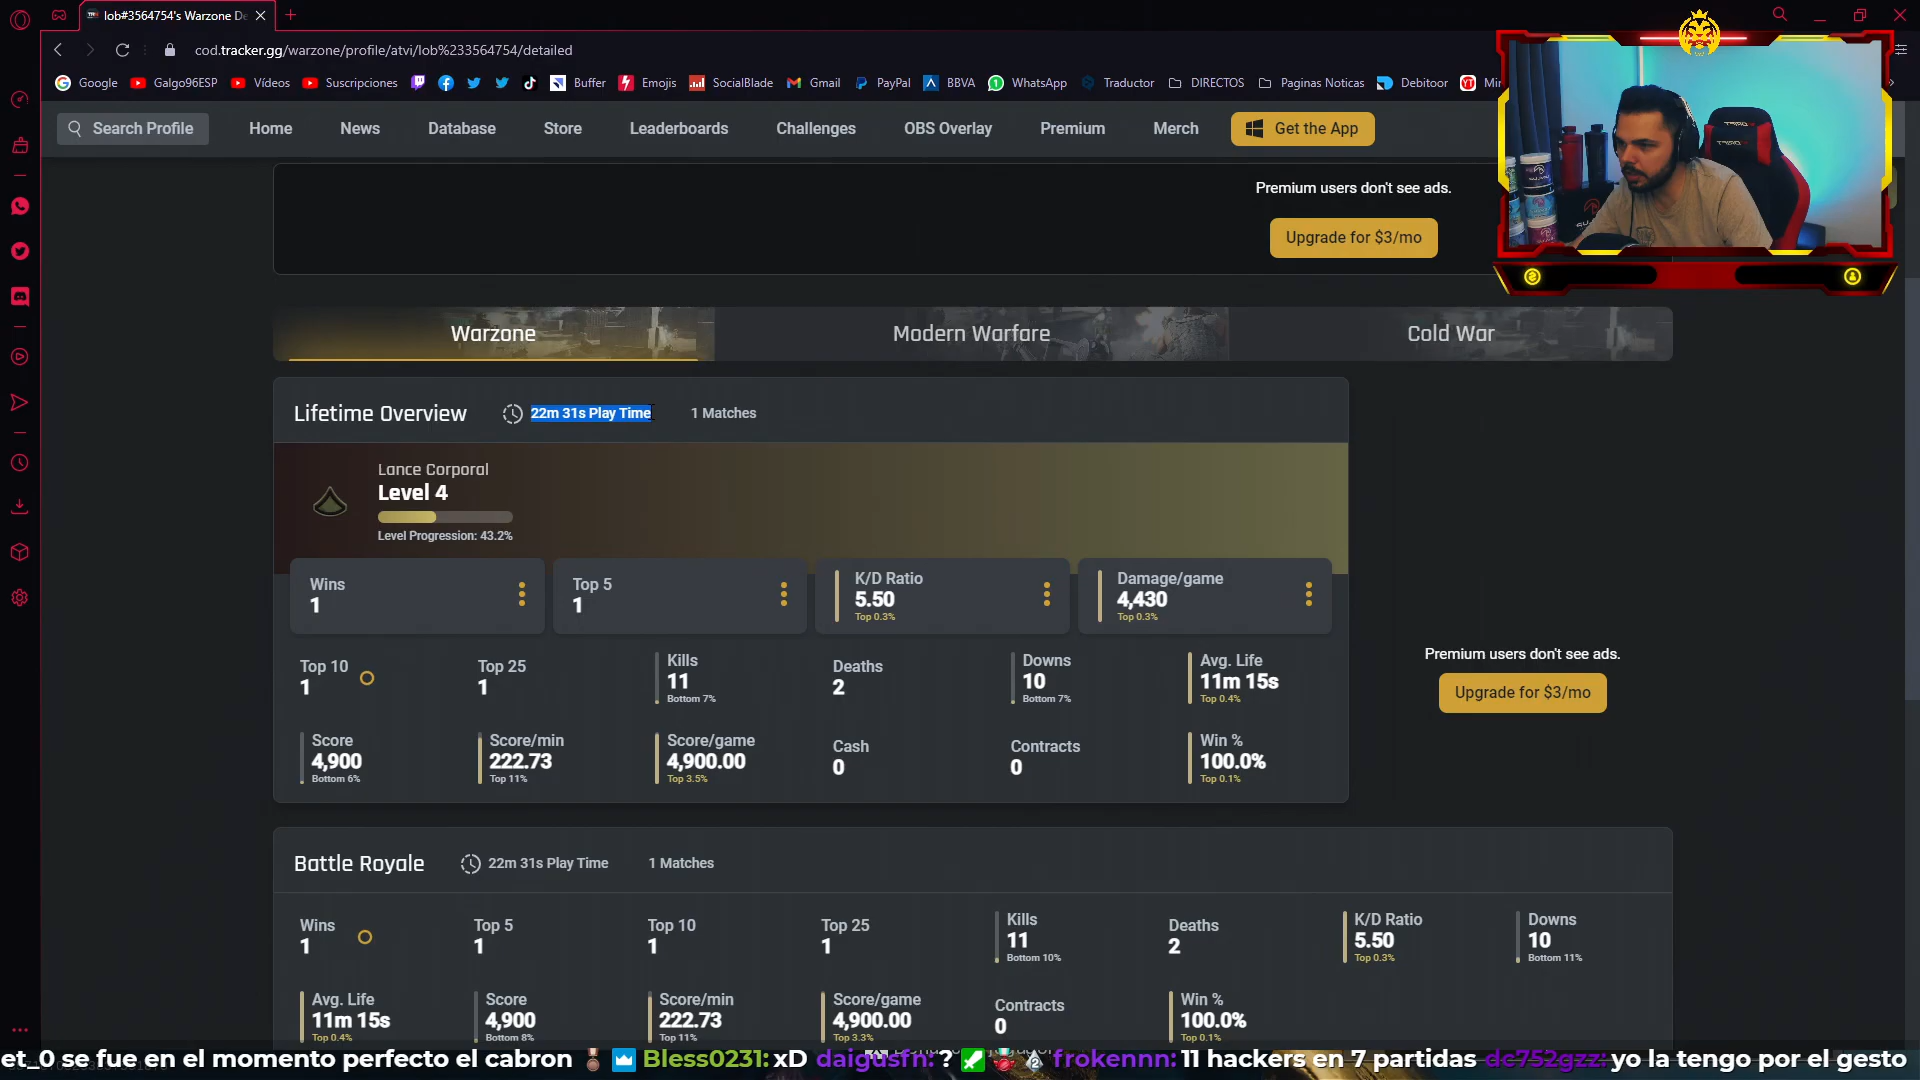 lob#3564754's Warzone De
cod.tracker.gg/warzone/profile/atvi/lob%233564754/detailed
Google Galgo96ESP Vídeos Suscripciones Buffer Emojis SocialBlade Gmail PayPal BBVA WhatsApp Traductor DIRECTOS Paginas Noticas Debitoor
Search Profile Home News Database Store Leaderboards Challenges OBS Overlay Premium Merch Get the App
Premium users don't see ads.
Upgrade for $3/mo
Warzone Modern Warfare Cold War
Lifetime Overview 22m 31s Play Time 1 Matches
Lance Corporal
Level 4
Level Progression: 43.2%
Wins
1
Top 5
1
K/D Ratio
5.50
Top 0.3%
Damage/game
4,430
Top 0.3%
Top 10
1
Top 25
1
Kills
11
Bottom 7%
Deaths
2
Downs
10
Bottom 7%
Avg. Life
11m 15s
Top 0.4%
Score
4,900
Bottom 6%
Score/min
222.73
Top 11%
Score/game
4,900.00
Top 3.5%
Cash
0
Contracts
0
Win %
100.0%
Top 0.1%
Premium users don't see ads.
Upgrade for $3/mo
Battle Royale 22m 31s Play Time 1 Matches
Wins
1
Top 5
1
Top 10
1
Top 25
1
Kills
11
Bottom 10%
Deaths
2
K/D Ratio
5.50
Top 0.3%
Downs
10
Bottom 11%
Avg. Life
11m 15s
Top 0.4%
Score
4,900
Bottom 8%
Score/min
222.73
Top 11%
Score/game
4,900.00
Top 3.3%
Contracts
0
Win %
100.0%
Top 0.1%
et_0 se fue en el momento perfecto el cabron Bless0231: xD daigusfn: ? frokennn: 11 hackers en 7 partidas dc752gzz: yo la tengo por el gesto